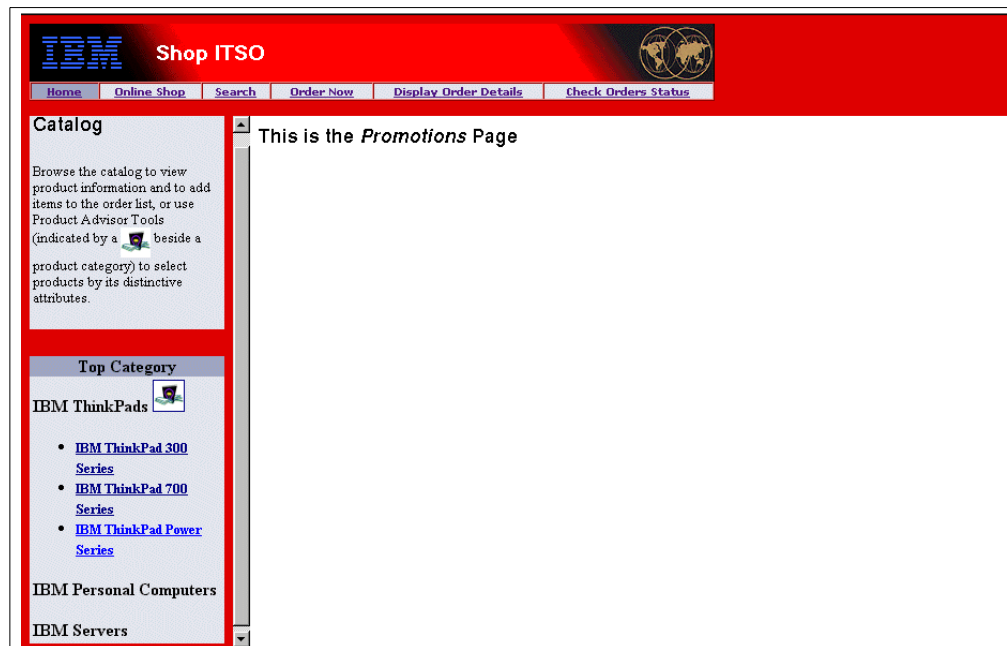 IBM Shop ITSO
Home Online Shop Search Order Now Display Order Details Check Orders Status
Catalog
Browse the catalog to view
product information and to add
items to the order list, or use
Product Advisor Tools
(indicated by a beside a
product category) to select
products by its distinctive
attributes.
Top Category
IBM ThinkPads
• IBM ThinkPad 300
Series
• IBM ThinkPad 700
Series
• IBM ThinkPad Power
Series
IBM Personal Computers
IBM Servers
This is the Promotions Page